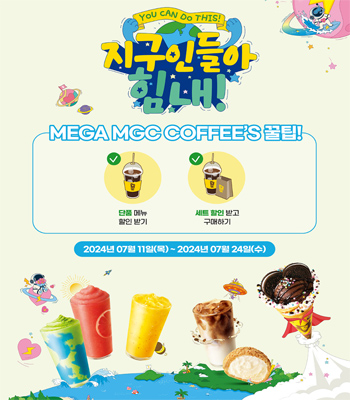 YOU CAN DO THIS!
지구인들아
힘내!
MEGA MGC COFFEE'S 꿀팁!
단품 메뉴
할인 받기
세트 할인 받고
구매하기
2024년 07월 11일(목) ~ 2024년 07월 24일(수)